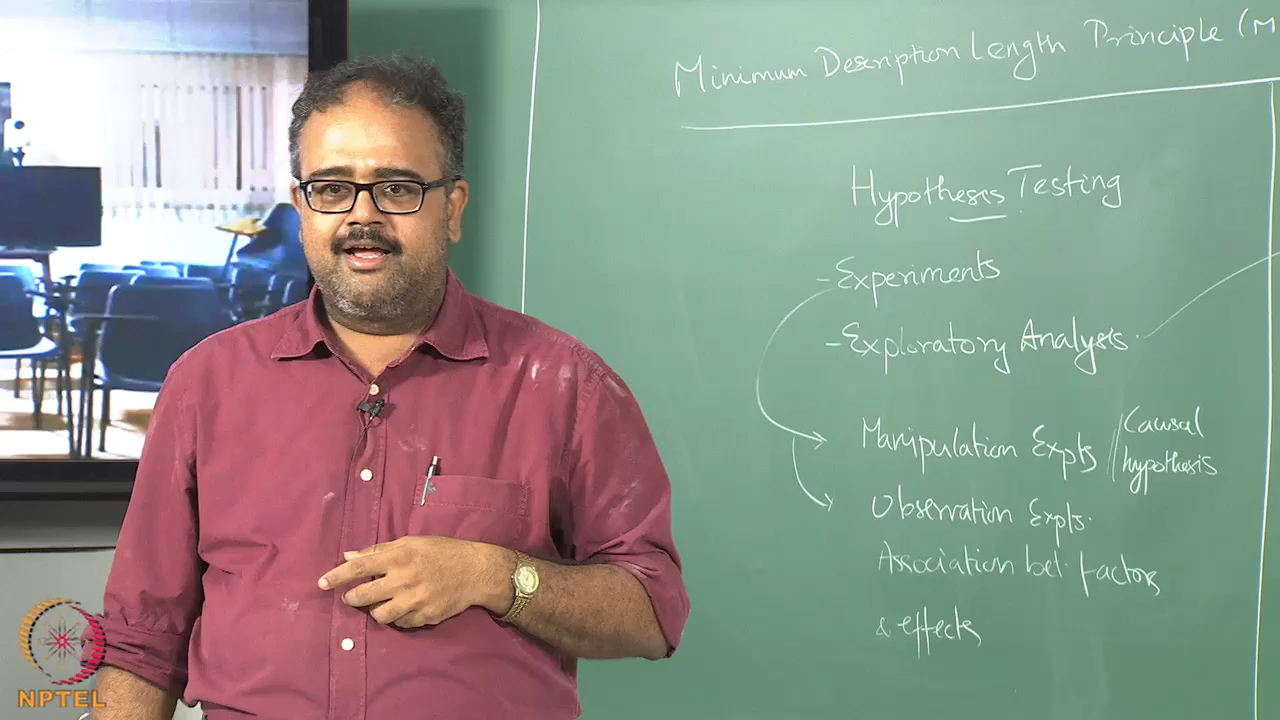 Minimum Description Length Principle (M
Hypothesis Testing
- Experiments
- Exploratory Analysis
Manipulation Expts
Causal
hypothesis
Observation Expts.
Association bet. factors
& effects
NPTEL